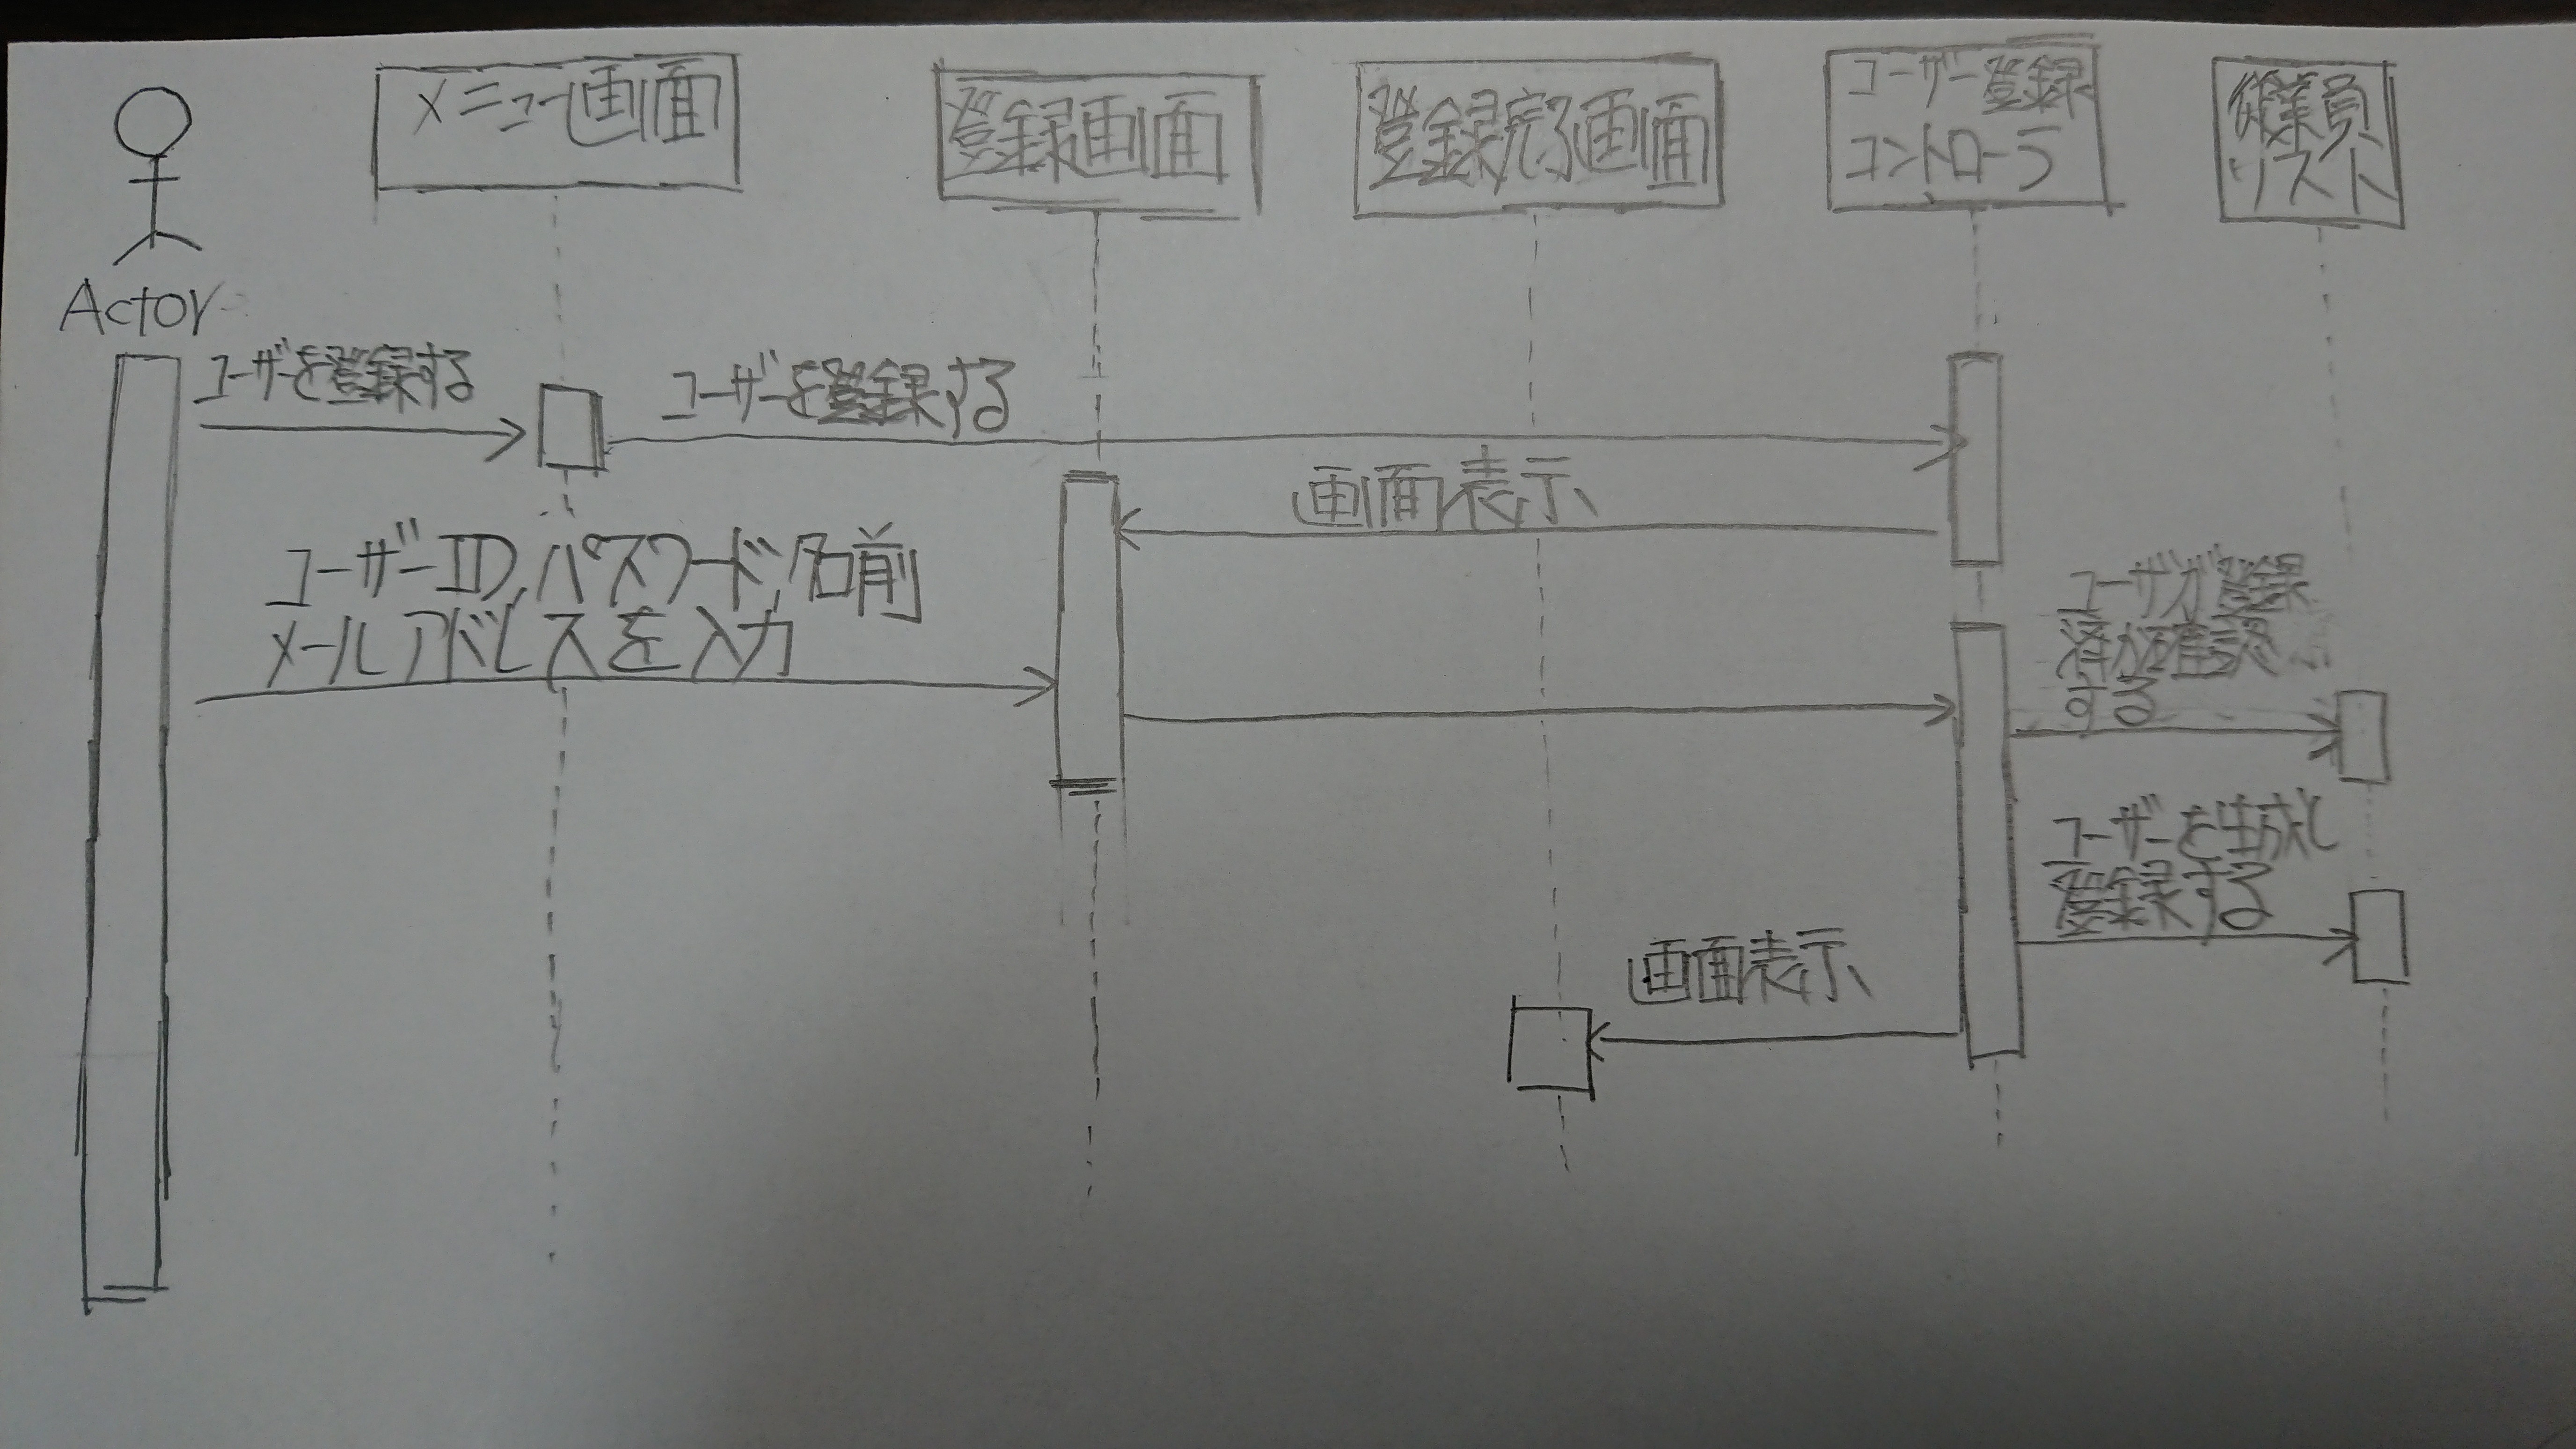 メニュー画面
登録画面
登録完了画面
ユーザー登録
コントローラ
従業員
リスト
Actor
ユーザーを登録する
ユーザーを登録する
画面表示
ユーザーID,パスワード,名前
メールアドレスを入力
ユーザが登録
済か確認
する
ユーザーを生成し
登録する
画面表示